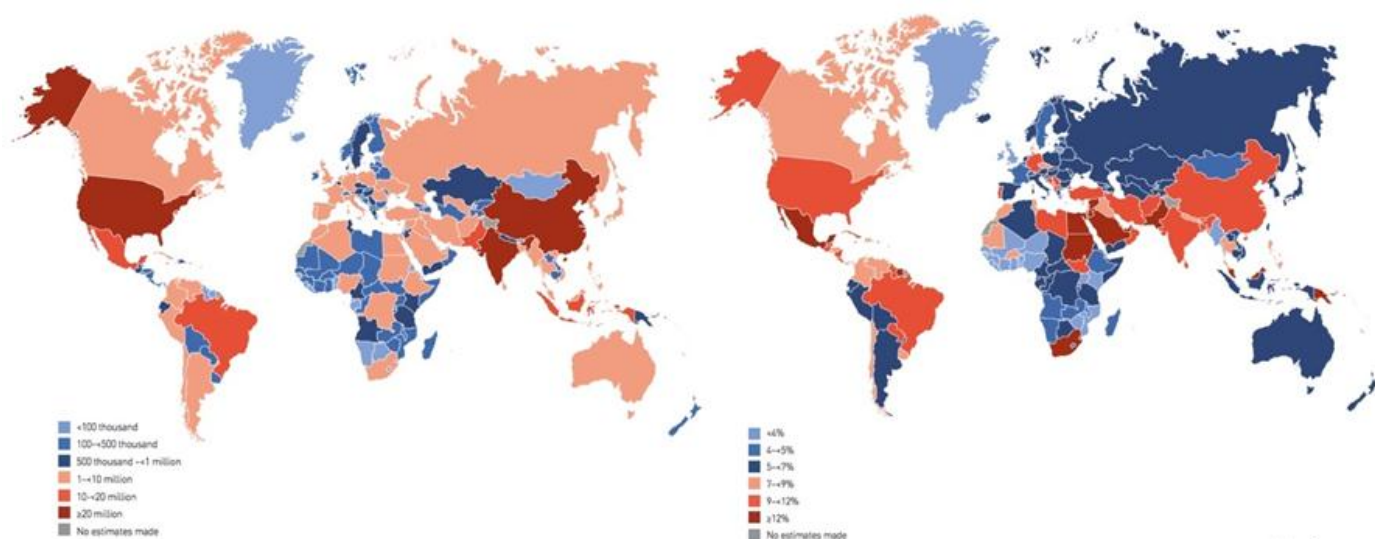 <100 thousand
100-<500 thousand
500 thousand -<1 million
1-<10 million
10-<20 million
≥20 million
No estimates made
<4%
4-<5%
5-<7%
7-<9%
9-<12%
≥12%
No estimates made